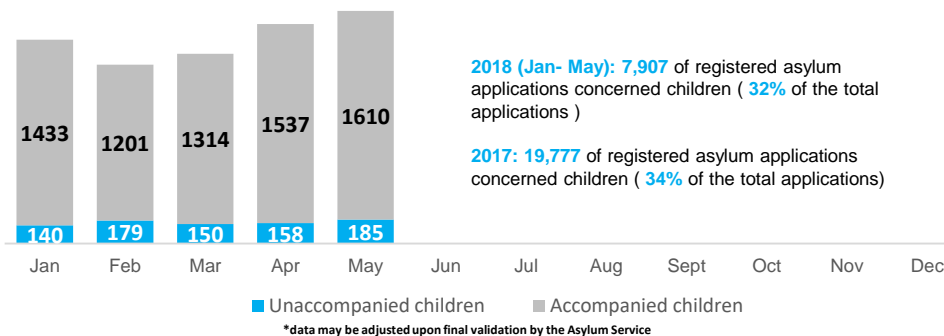 1433
1201
1314
1537
1610
140
179
150
158
185
2018 (Jan- May): 7,907 of registered asylum
applications concerned children ( 32% of the total
applications )
2017: 19,777 of registered asylum applications
concerned children ( 34% of the total applications)
Jan Feb Mar Apr May Jun Jul Aug Sept Oct Nov Dec
Unaccompanied children Accompanied children
*data may be adjusted upon final validation by the Asylum Service